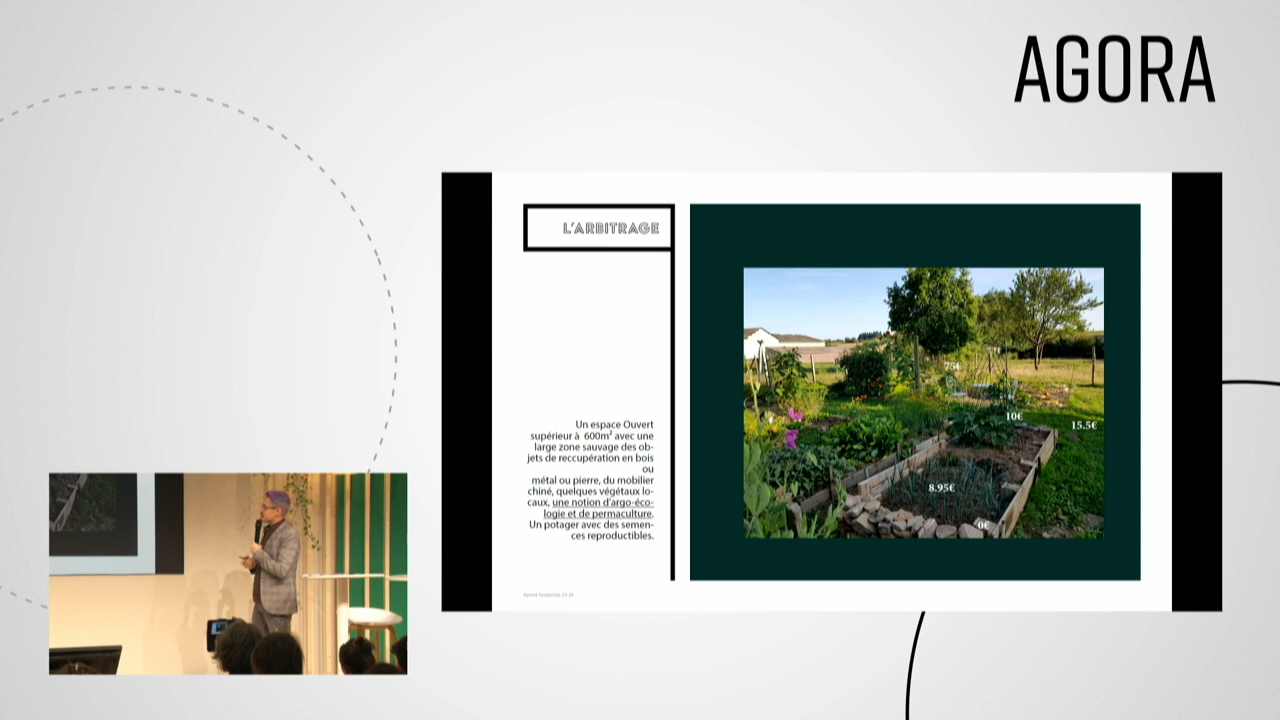 AGORA
L'ARBITRAGE
Un espace Ouvert
supérieur à 600m² avec une
large zone sauvage des ob-
jets de reccupération en bois
ou
métal ou pierre, du mobilier
chiné, quelques végétaux lo-
caux, une notion d'argo-éco-
logie et de permaculture.
Un potager avec des semen-
ces reproductibles.
75€
10€
15.5€
8.95€
0€